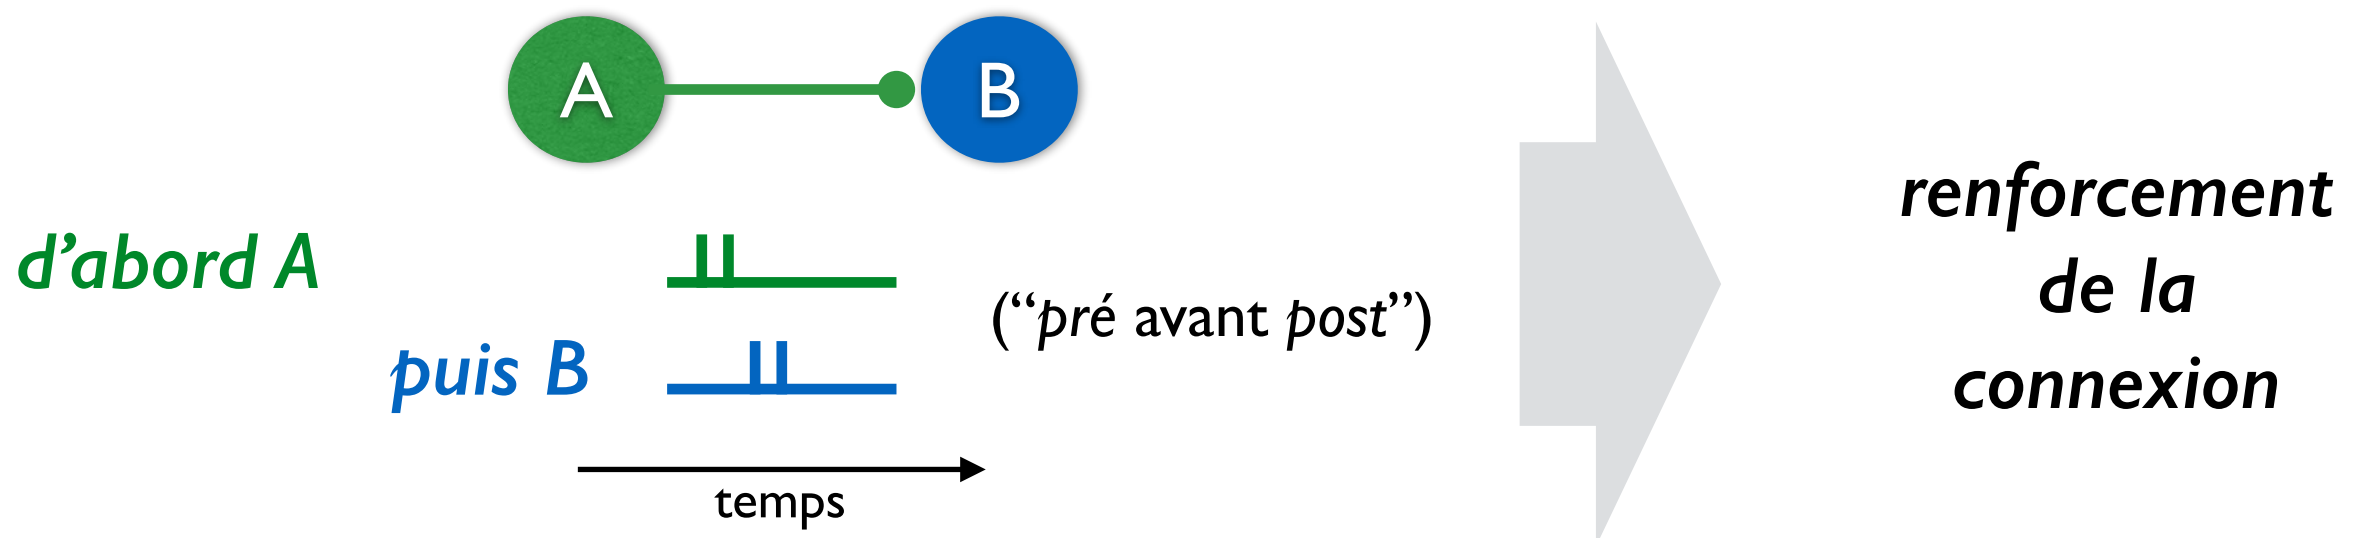 A
B
d’abord A
puis B
(“pré avant post”)
temps
renforcement
de la
connexion